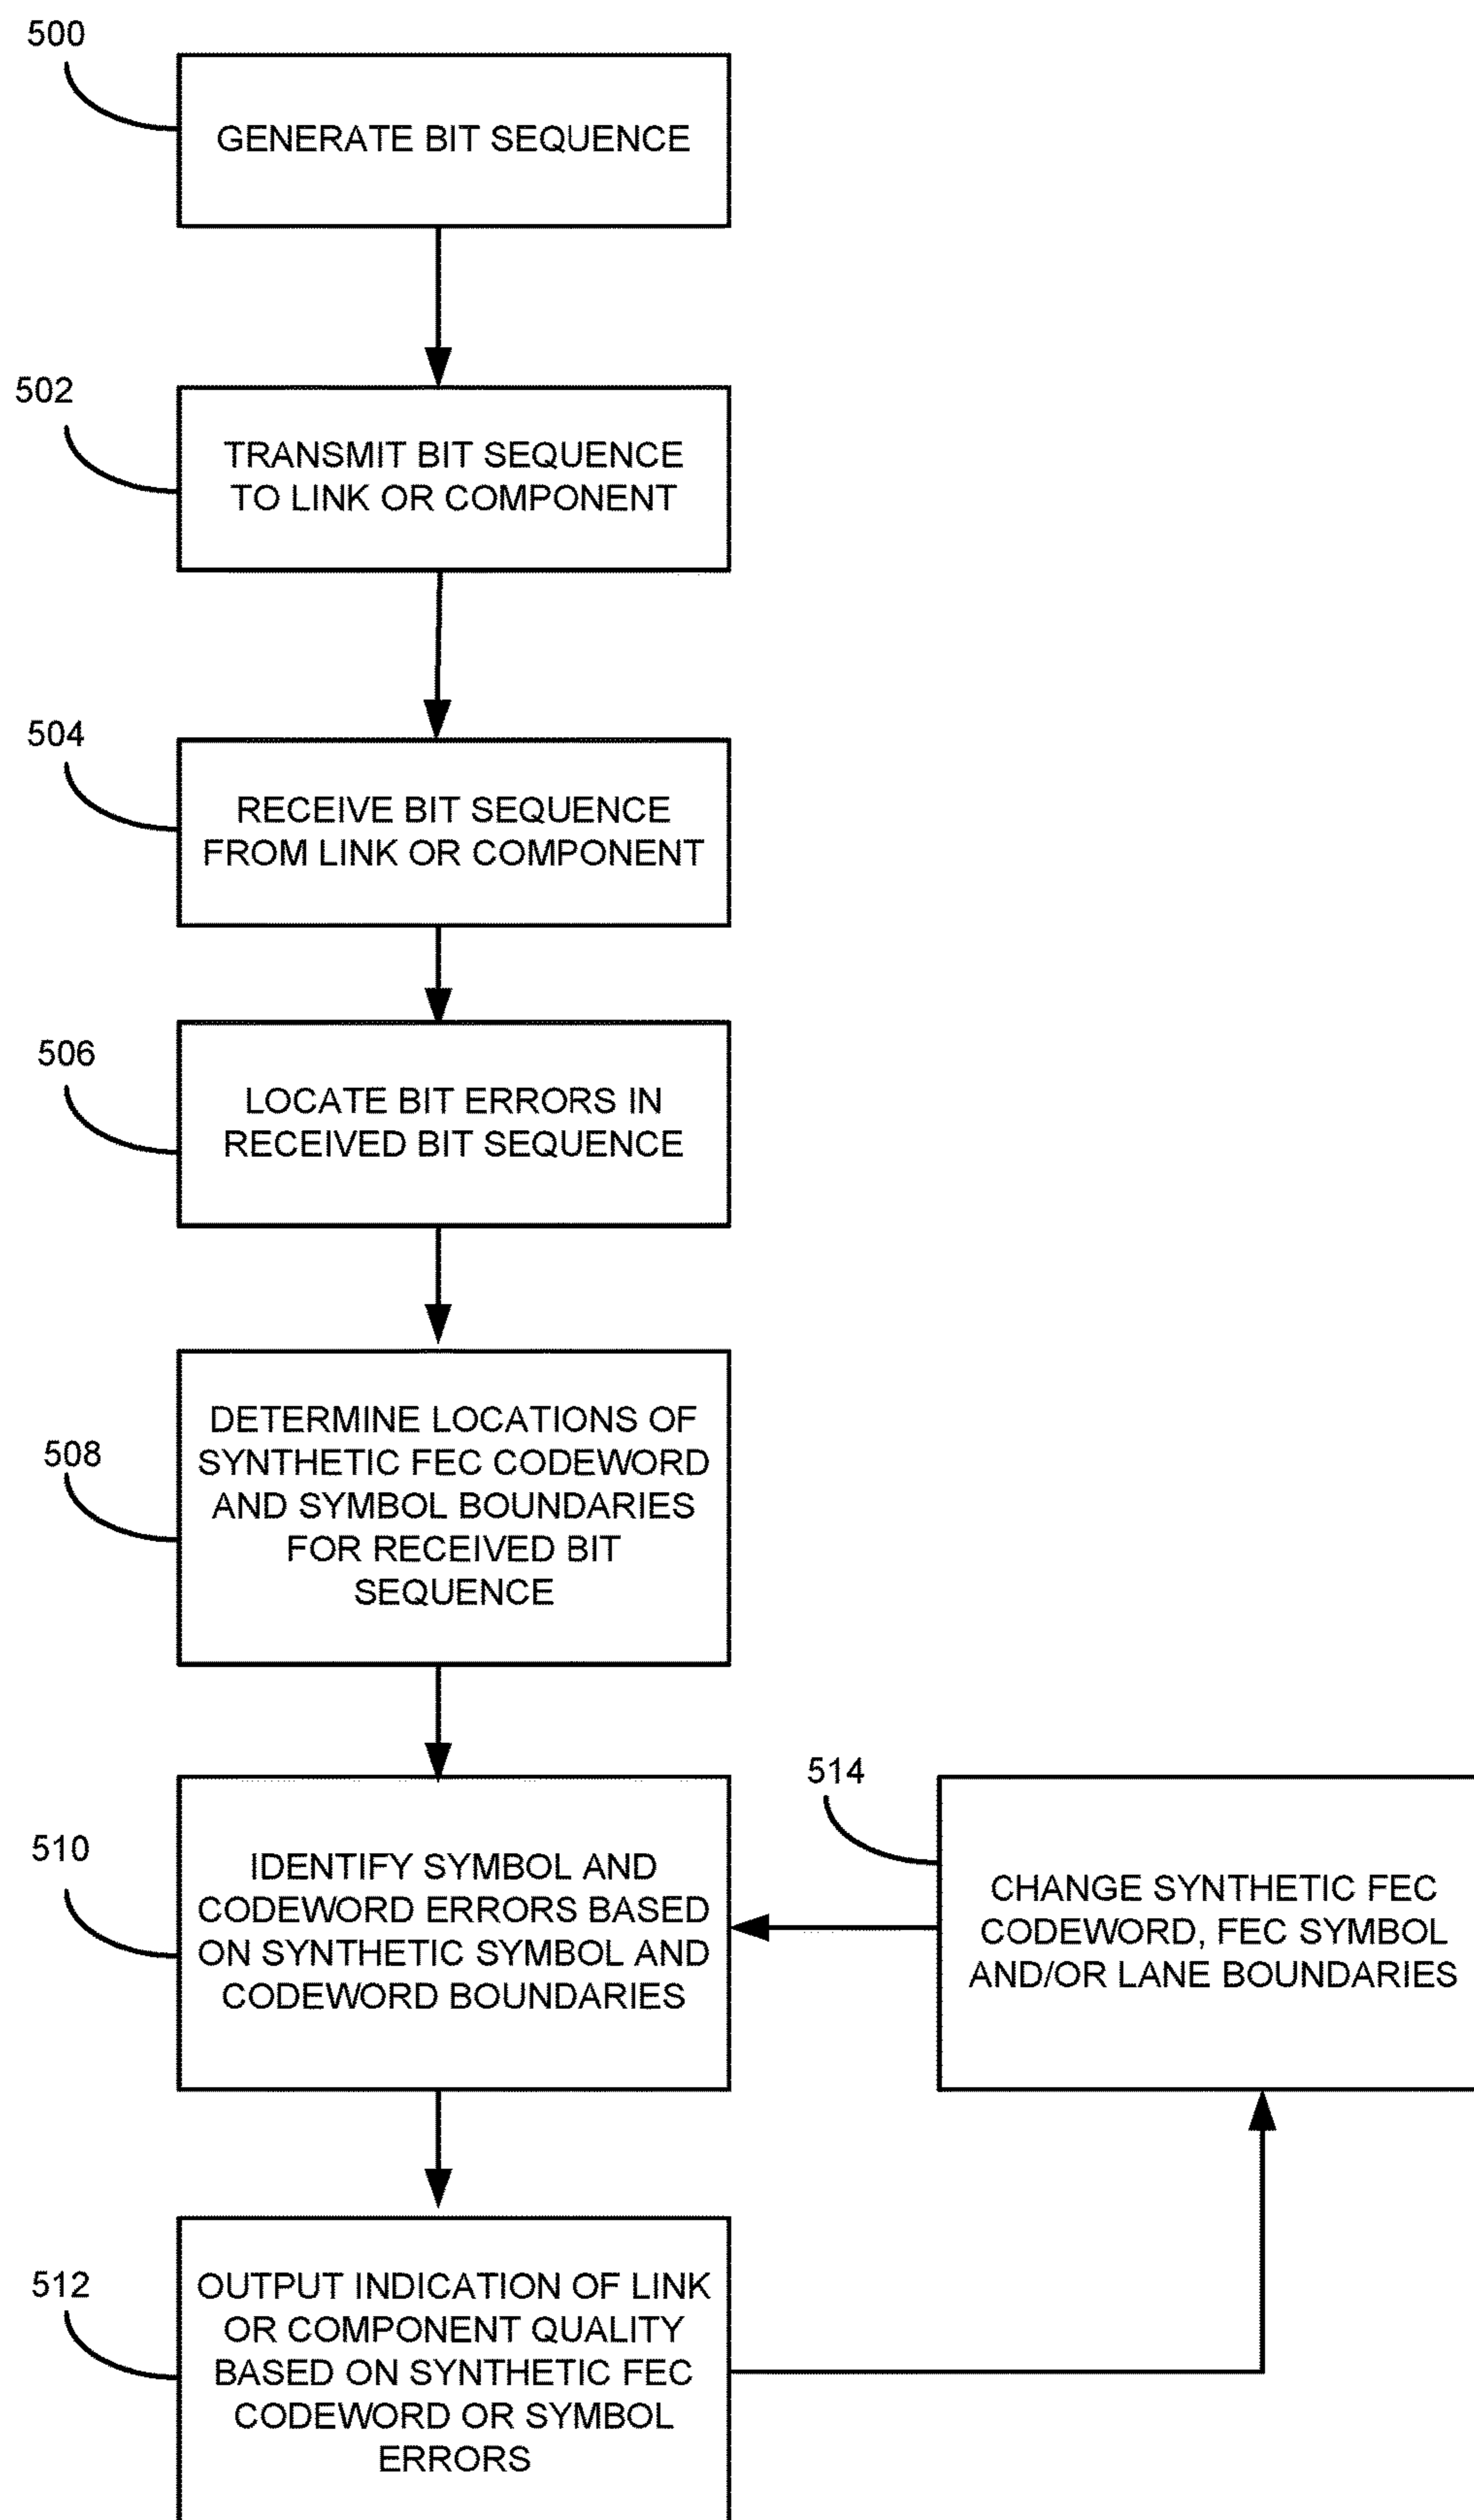 500
GENERATE BIT SEQUENCE
502
TRANSMIT BIT SEQUENCE
TO LINK OR COMPONENT
504
RECEIVE BIT SEQUENCE
FROM LINK OR COMPONENT
506
LOCATE BIT ERRORS IN
RECEIVED BIT SEQUENCE
508
DETERMINE LOCATIONS OF
SYNTHETIC FEC CODEWORD
AND SYMBOL BOUNDARIES
FOR RECEIVED BIT
SEQUENCE
510
IDENTIFY SYMBOL AND
CODEWORD ERRORS BASED
ON SYNTHETIC SYMBOL AND
CODEWORD BOUNDARIES
514
CHANGE SYNTHETIC FEC
CODEWORD, FEC SYMBOL
AND/OR LANE BOUNDARIES
512
OUTPUT INDICATION OF LINK
OR COMPONENT QUALITY
BASED ON SYNTHETIC FEC
CODEWORD OR SYMBOL
ERRORS